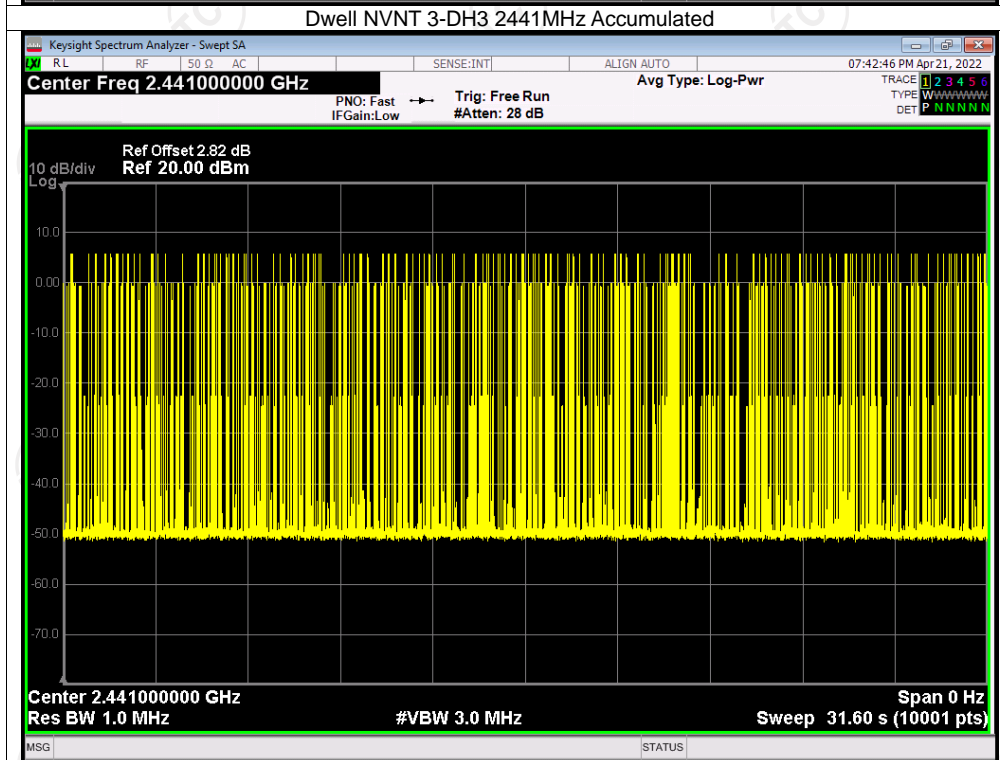 Dwell NVNT 3-DH3 2441MHz Accumulated
Keysight Spectrum Analyzer - Swept SA
LXI RL RF 50 Ω AC SENSE:INT ALIGN AUTO 07:42:46 PM Apr 21, 2022
Center Freq 2.441000000 GHz Avg Type: Log-Pwr TRACE 1 2 3 4 5 6
PNO: Fast Trig: Free Run TYPE WWWWWW
IFGain:Low #Atten: 28 dB DET P N N N N N
Ref Offset 2.82 dB
10 dB/div Ref 20.00 dBm
Log
10.0
0.00
-10.0
-20.0
-30.0
-40.0
-50.0
-60.0
-70.0
Center 2.441000000 GHz Span 0 Hz
Res BW 1.0 MHz #VBW 3.0 MHz Sweep 31.60 s (10001 pts)
MSG STATUS